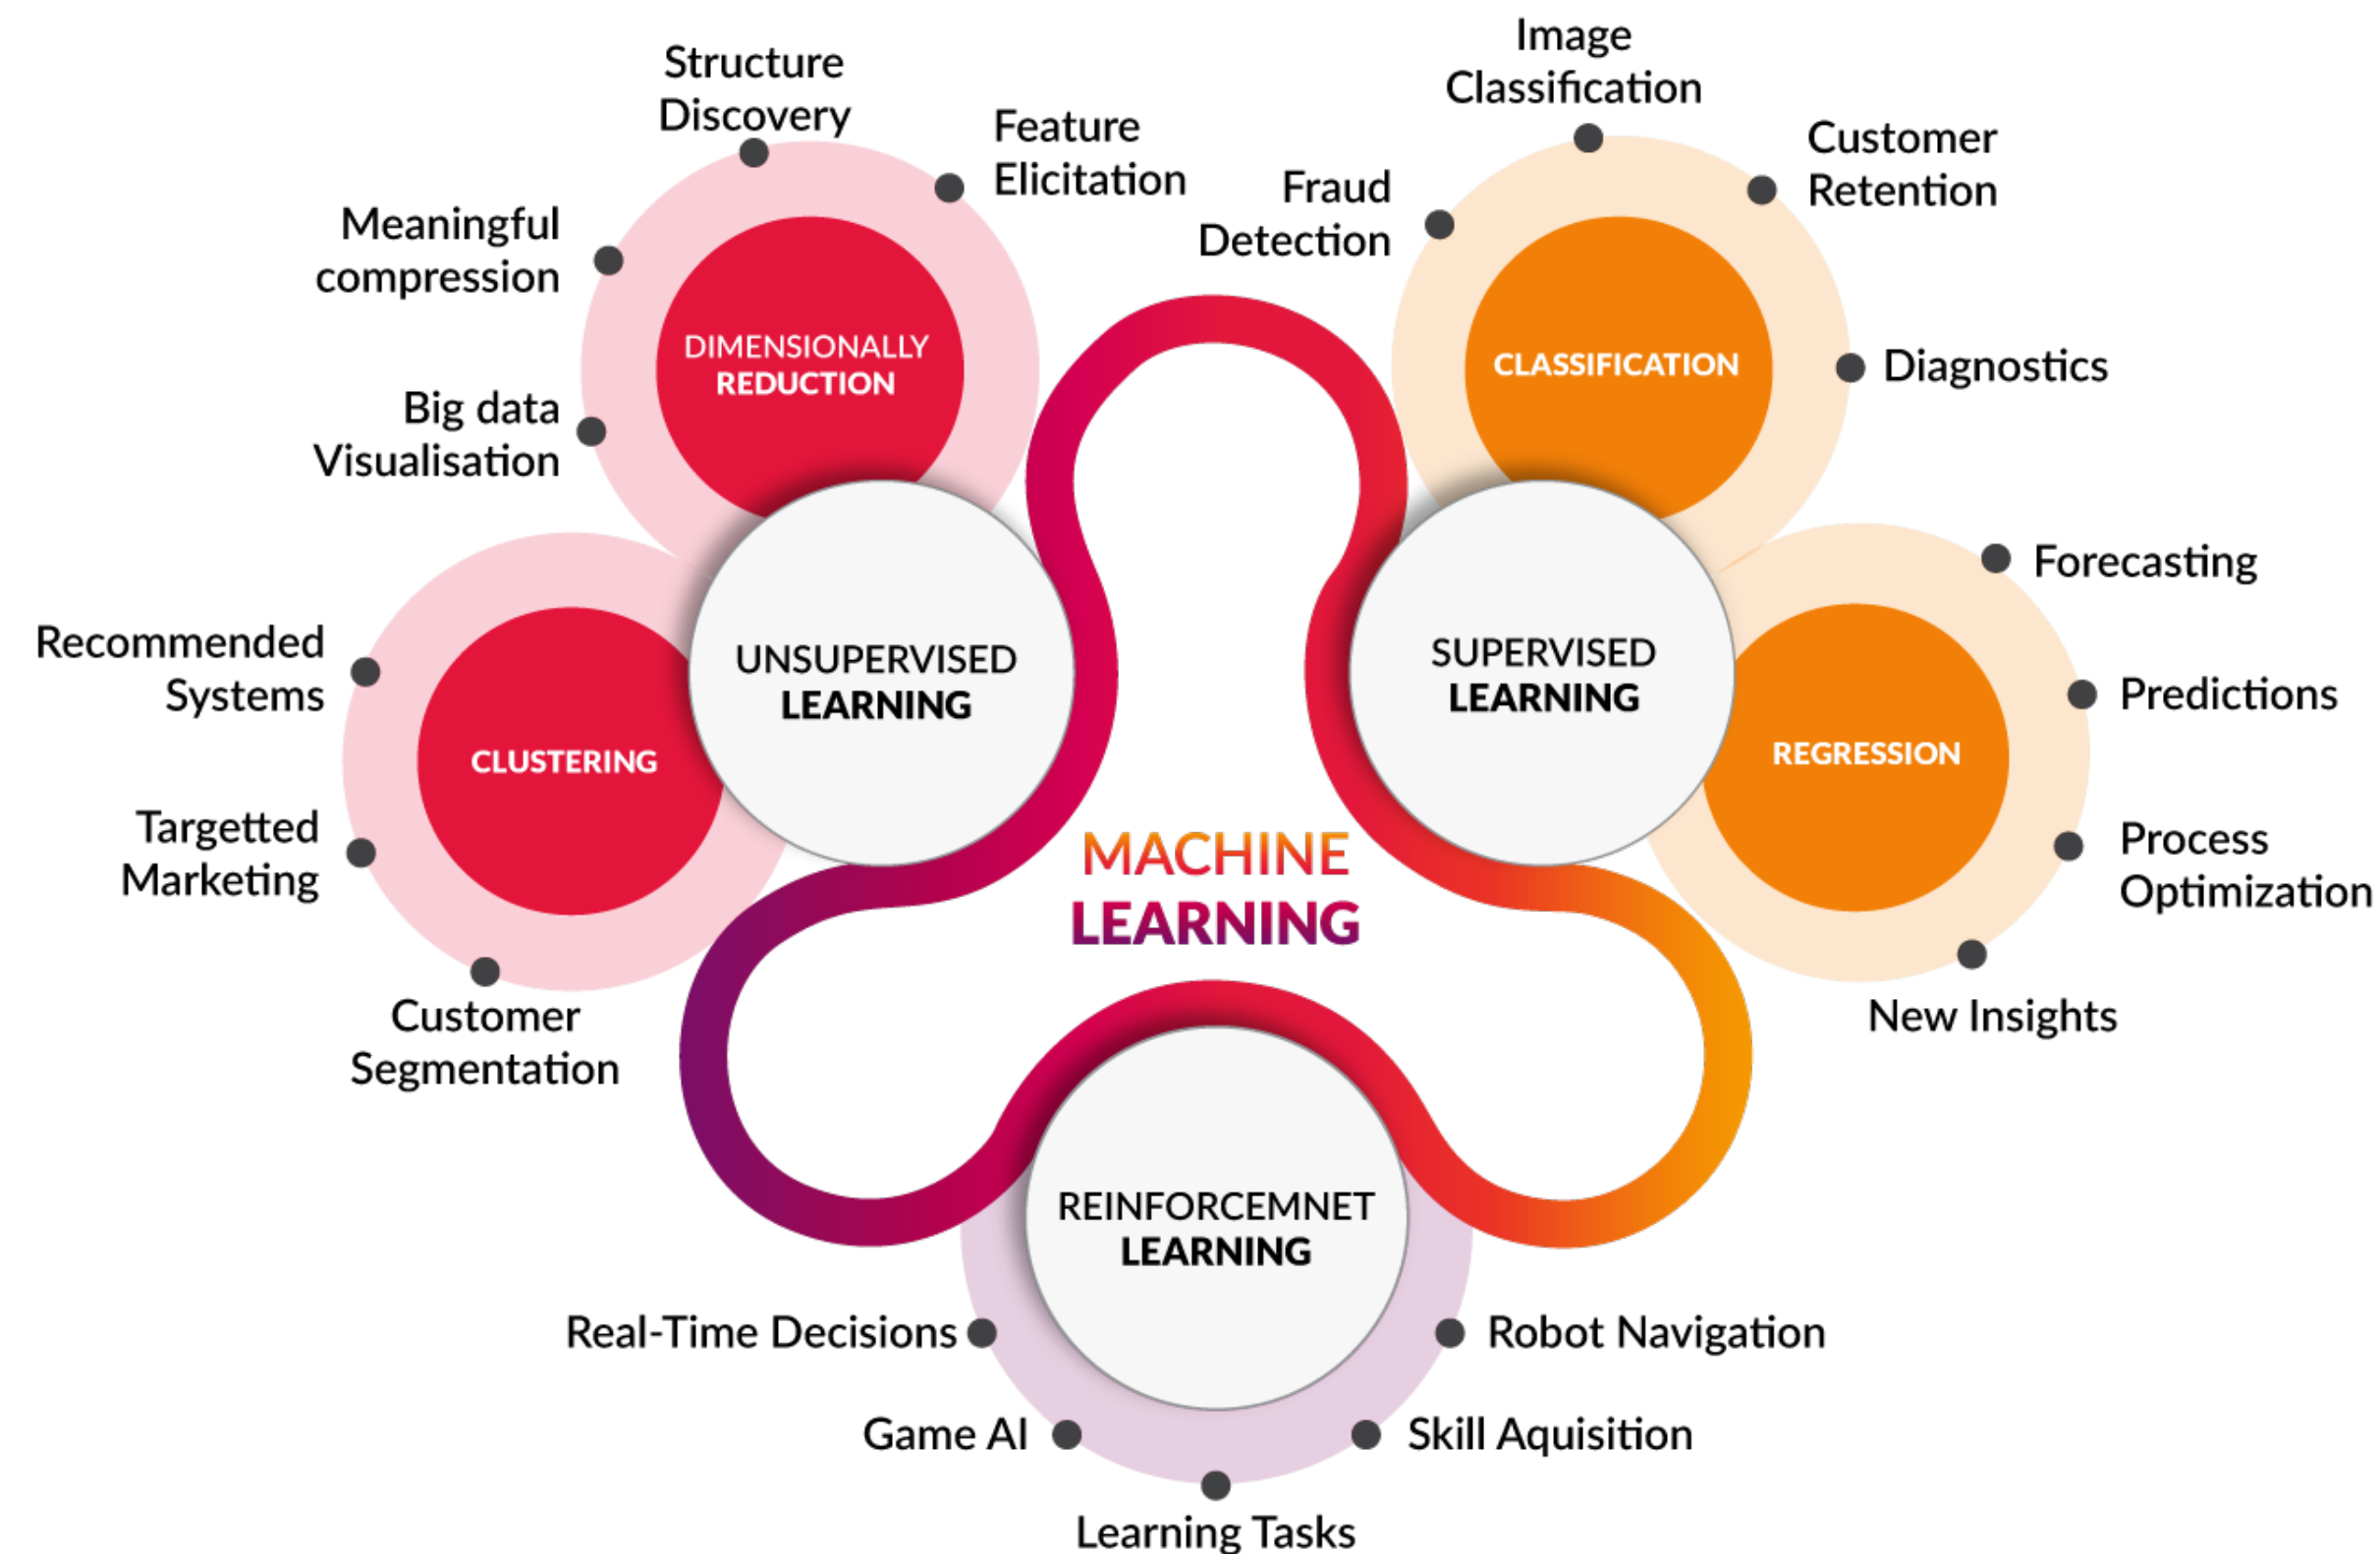 Structure
Discovery
Feature
Elicitation
Meaningful
compression
Big data
Visualisation
DIMENSIONALLY
REDUCTION
Recommended
Systems
Targetted
Marketing
Customer
Segmentation
CLUSTERING
UNSUPERVISED
LEARNING
Image
Classification
Customer
Retention
Fraud
Detection
Diagnostics
CLASSIFICATION
SUPERVISED
LEARNING
Forecasting
Predictions
Process
Optimization
New Insights
REGRESSION
MACHINE
LEARNING
REINFORCEMNET
LEARNING
Real-Time Decisions
Robot Navigation
Game AI
Skill Aquisition
Learning Tasks